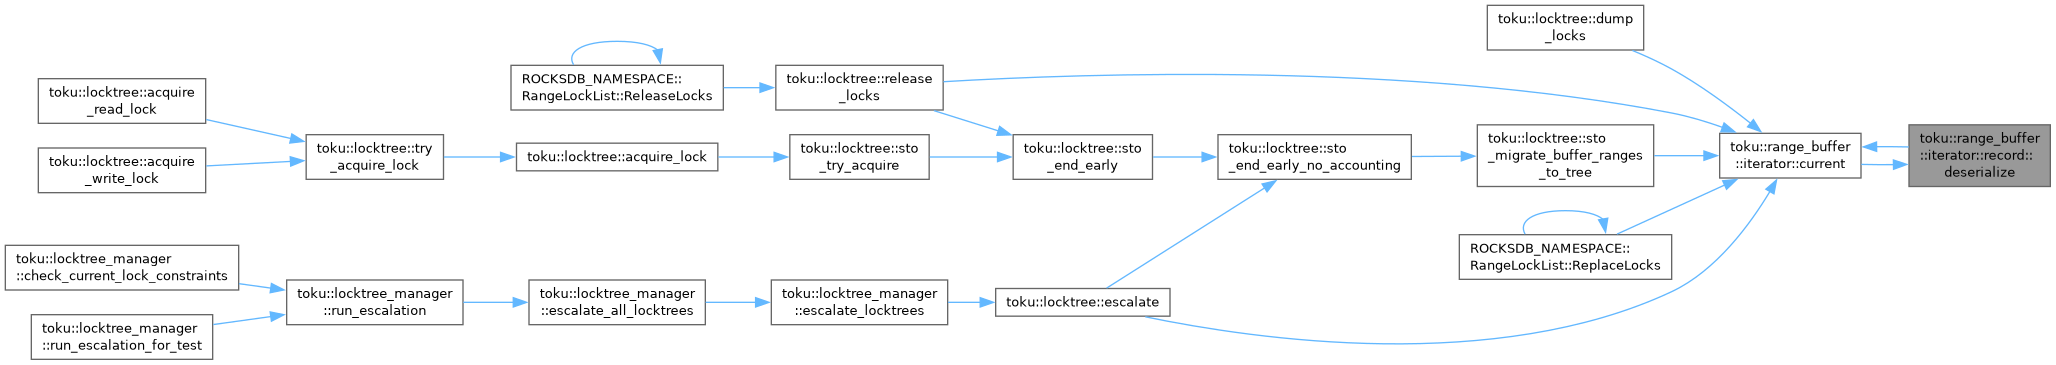 toku::locktree::dump
_locks
ROCKSDB_NAMESPACE::
RangeLockList::ReleaseLocks
toku::locktree::release
_locks
toku::locktree::acquire
_read_lock
toku::locktree::acquire
_write_lock
toku::locktree::try
_acquire_lock
toku::locktree::acquire_lock
toku::locktree::sto
_try_acquire
toku::locktree::sto
_end_early
toku::locktree::sto
_end_early_no_accounting
toku::locktree::sto
_migrate_buffer_ranges
_to_tree
toku::range_buffer
::iterator::current
toku::range_buffer
::iterator::record::
deserialize
ROCKSDB_NAMESPACE::
RangeLockList::ReplaceLocks
toku::locktree_manager
::check_current_lock_constraints
toku::locktree_manager
::run_escalation_for_test
toku::locktree_manager
::run_escalation
toku::locktree_manager
::escalate_all_locktrees
toku::locktree_manager
::escalate_locktrees
toku::locktree::escalate